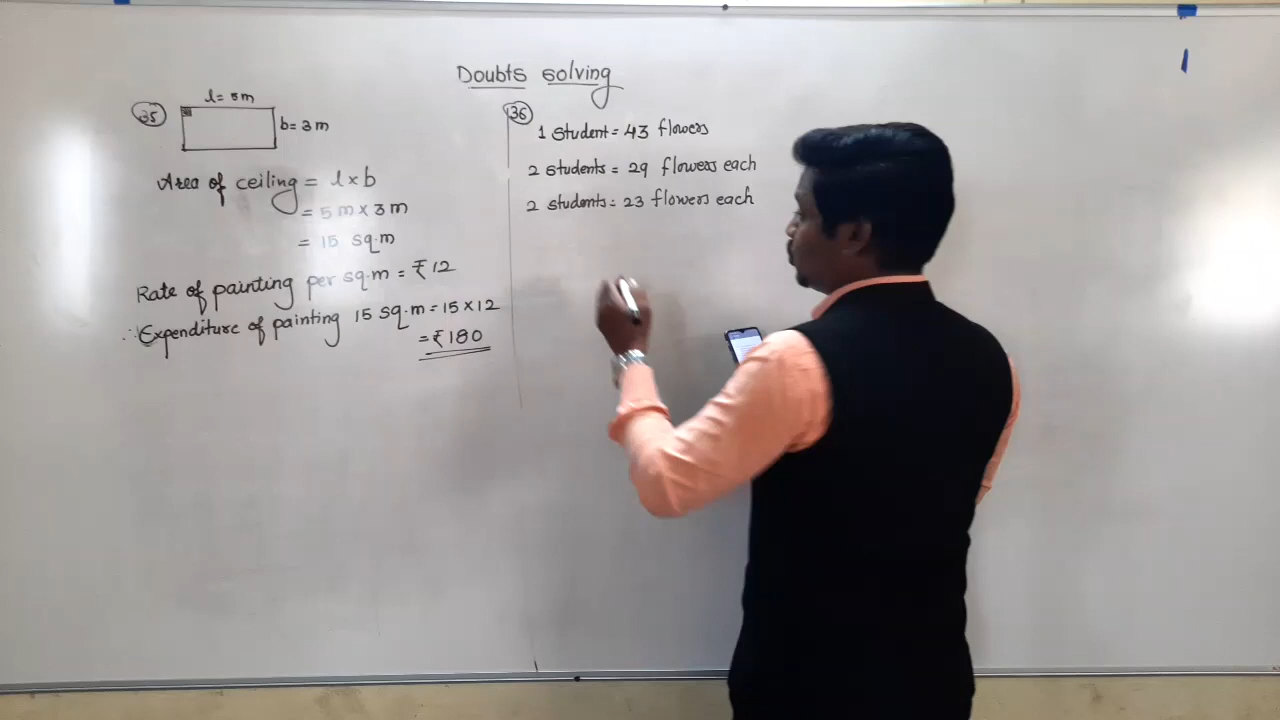 Doubts solving
35
l = 5m
b = 3 m
Area of ceiling = l × b
= 5 m × 3 m
= 15 sq.m
Rate of painting per sq.m = ₹ 12
∴ Expenditure of painting 15 sq.m = 15 × 12
= ₹ 180
36
1 student = 43 flowers
2 students = 29 flowers each
2 students = 23 flowers each